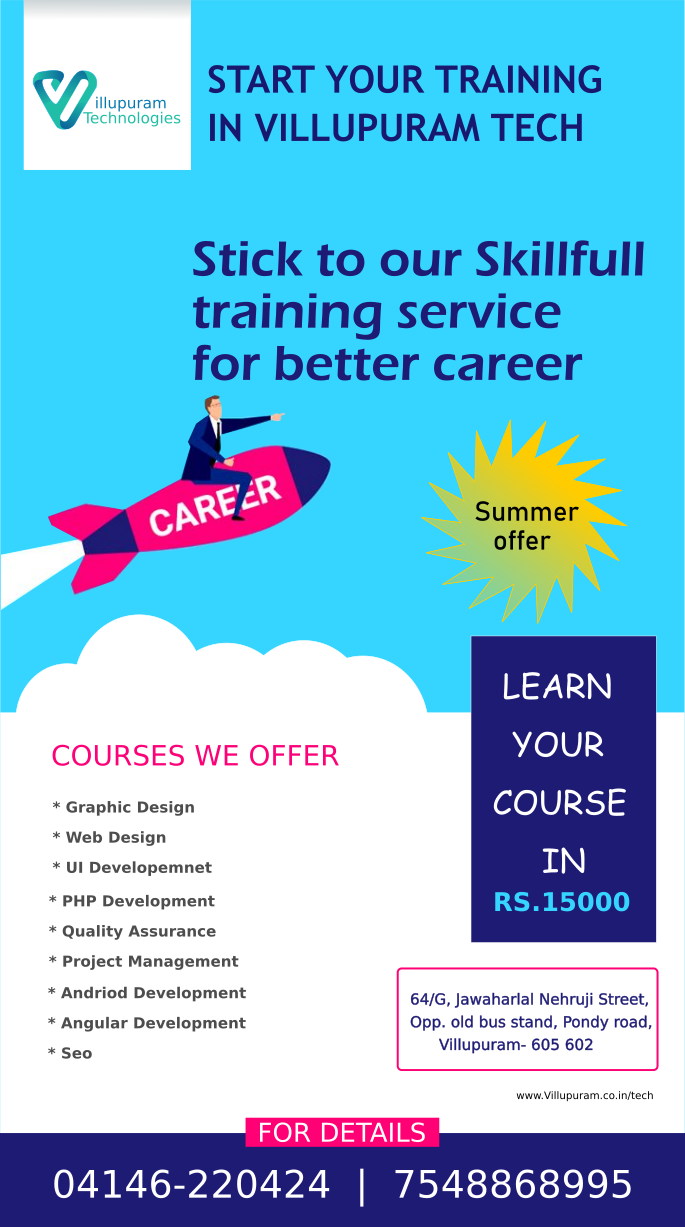 illupuram
Technologies
START YOUR TRAINING
IN VILLUPURAM TECH
Stick to our Skillfull
training service
for better career
CAREER
Summer
offer
LEARN
YOUR
COURSE
IN
RS.15000
COURSES WE OFFER
* Graphic Design
* Web Design
* UI Developemnet
* PHP Development
* Quality Assurance
* Project Management
* Andriod Development
* Angular Development
* Seo
64/G, Jawaharlal Nehruji Street,
Opp. old bus stand, Pondy road,
Villupuram- 605 602
www.Villupuram.co.in/tech
FOR DETAILS
04146-220424 | 7548868995